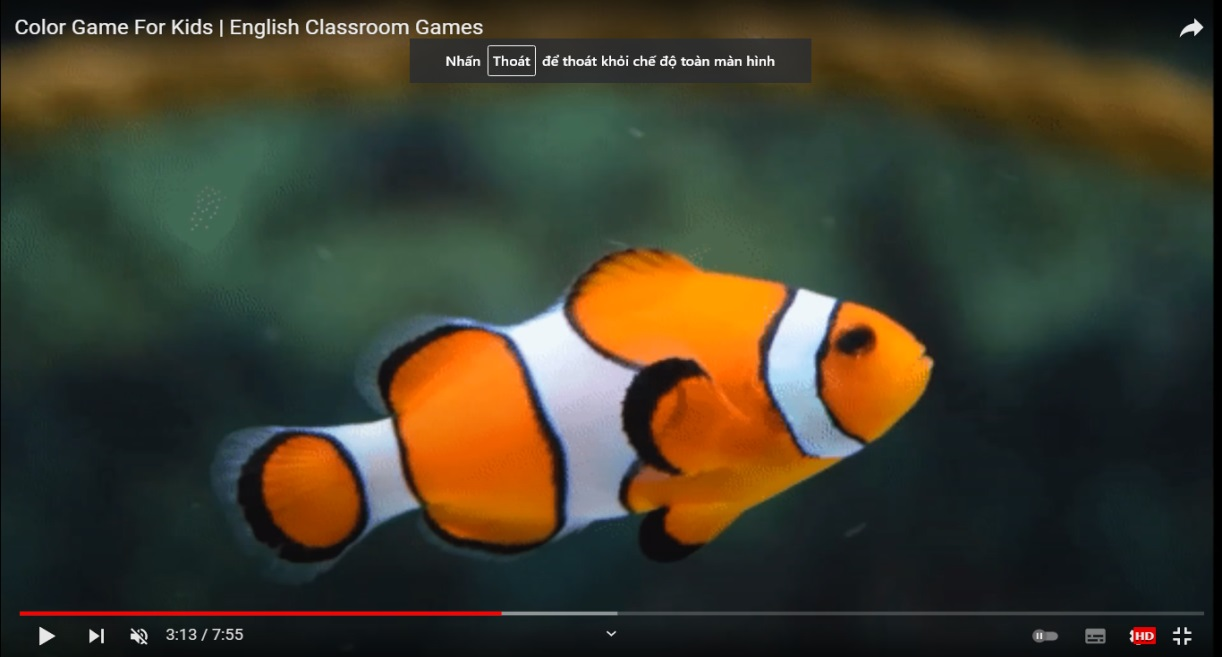 Color Game For Kids | English Classroom Games
Nhấn Thoát để thoát khỏi chế độ toàn màn hình
3:13 / 7:55
HD